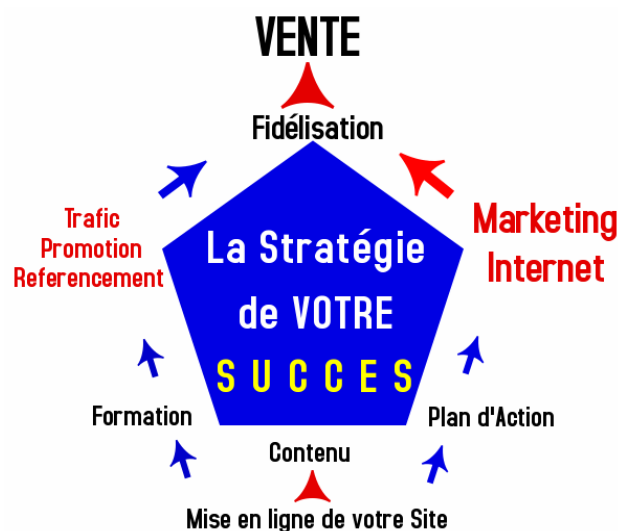 VENTE
Fidélisation
Trafic
Promotion
Referencement
La Stratégie
de VOTRE
SUCCES
Marketing
Internet
Formation
Plan d'Action
Contenu
Mise en ligne de votre Site